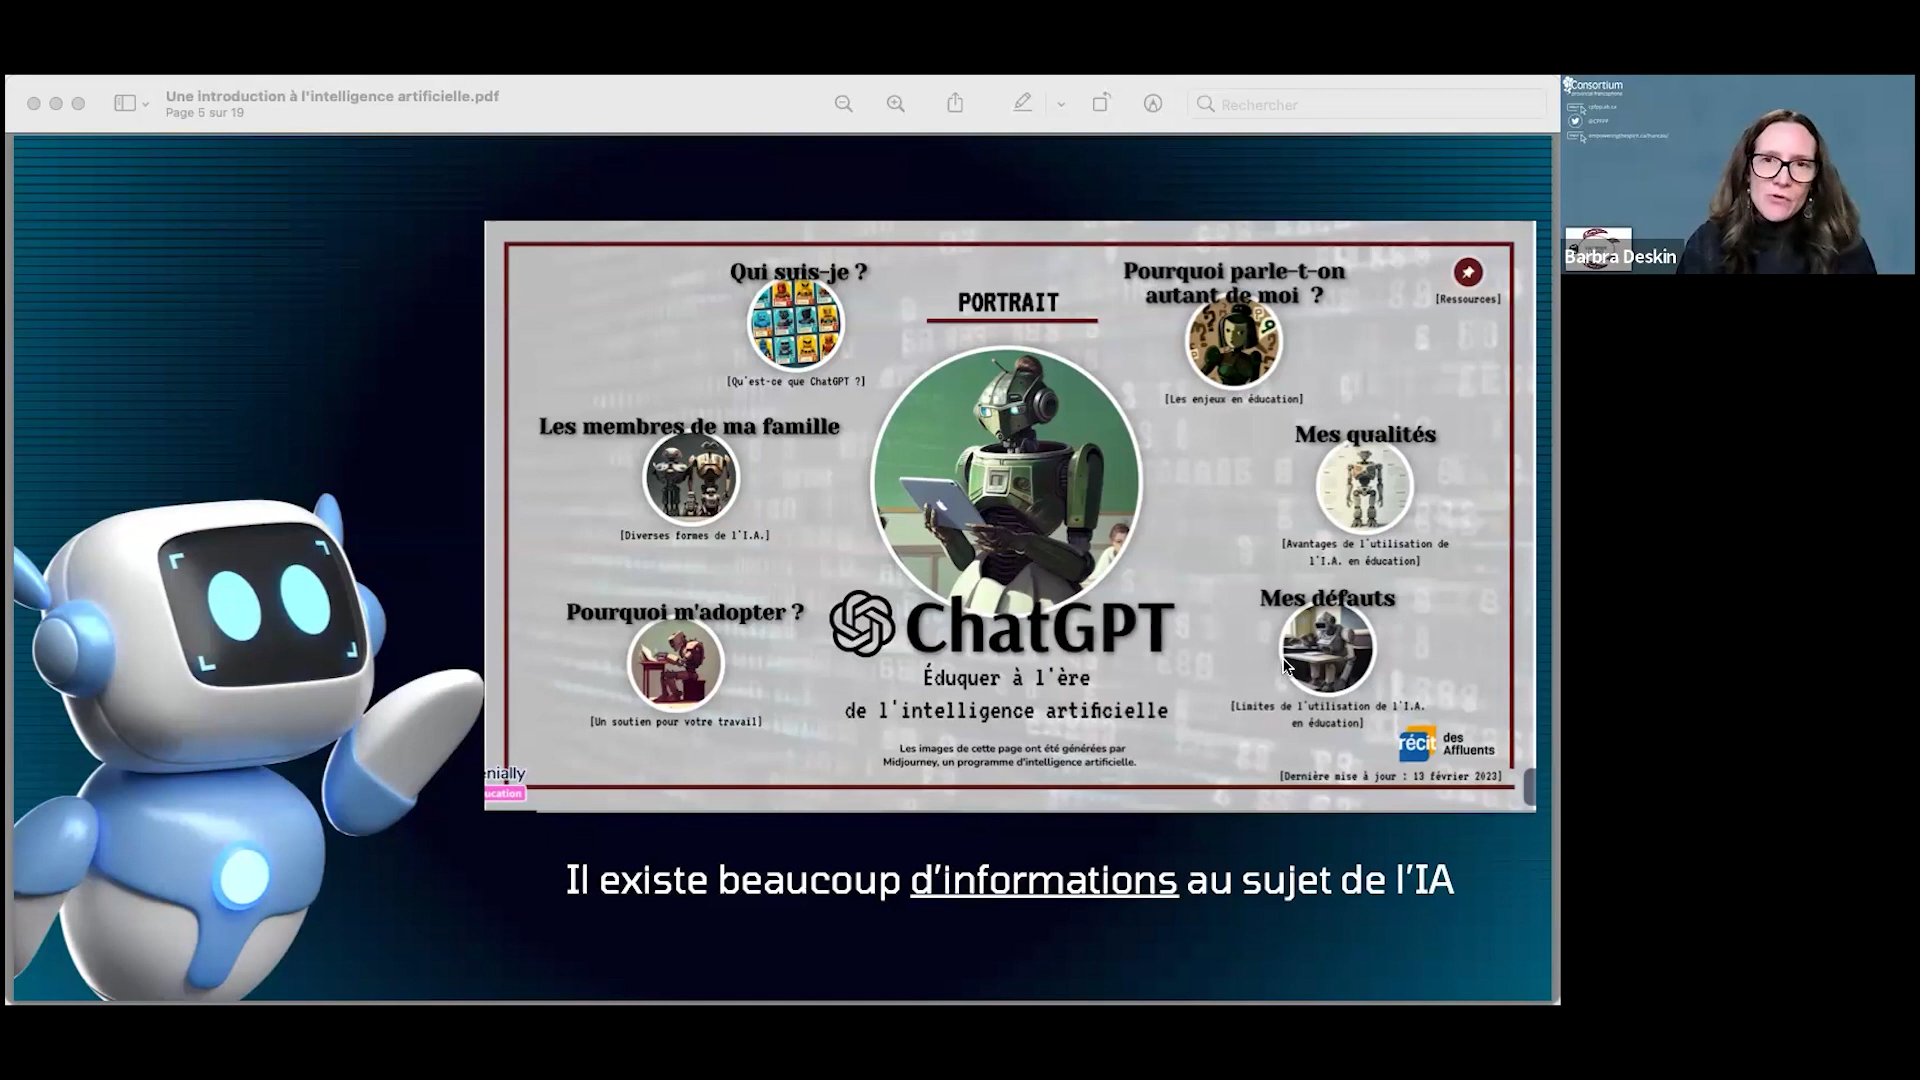 Une introduction à l'intelligence artificielle.pdf
Page 5 sur 19
Rechercher
Consortium
provincial francophone
@CPFPP
Barbra Deskin
Qui suis-je ?
[Qu'est-ce que ChatGPT ?]
PORTRAIT
Pourquoi parle-t-on
autant de moi ?
[Les enjeux en éducation]
[Ressources]
Les membres de ma famille
[Diverses formes de l'I.A.]
Mes qualités
[Avantages de l'utilisation de
l'I.A. en éducation]
Pourquoi m'adopter ?
[Un soutien pour votre travail]
ChatGPT
Éduquer à l'ère
de l'intelligence artificielle
Les images de cette page ont été générées par
Midjourney, un programme d'intelligence artificielle.
Mes défauts
[Limites de l'utilisation de l'I.A.
en éducation]
récit des
Affluents
[Dernière mise à jour : 13 février 2023]
enially
ucation
Il existe beaucoup d'informations au sujet de l'IA